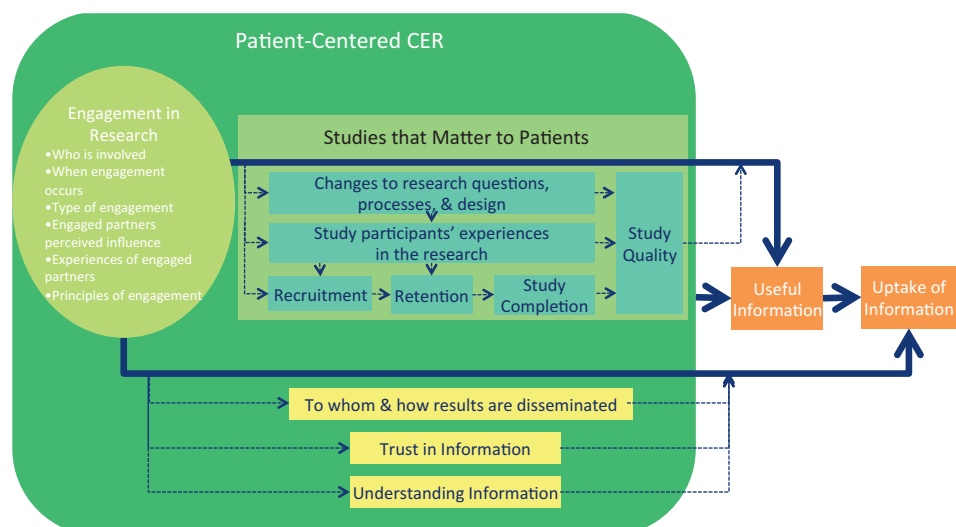 Patient-Centered CER
Engagement in
Research
•Who is involved
•When engagement
occurs
•Type of engagement
•Engaged partners
perceived influence
•Experiences of engaged
partners
•Principles of engagement
Studies that Matter to Patients
Changes to research questions,
processes, & design
Study participants’ experiences
in the research
Recruitment
Retention
Study
Completion
Study
Quality
Useful
Information
Uptake of
Information
To whom & how results are disseminated
Trust in Information
Understanding Information